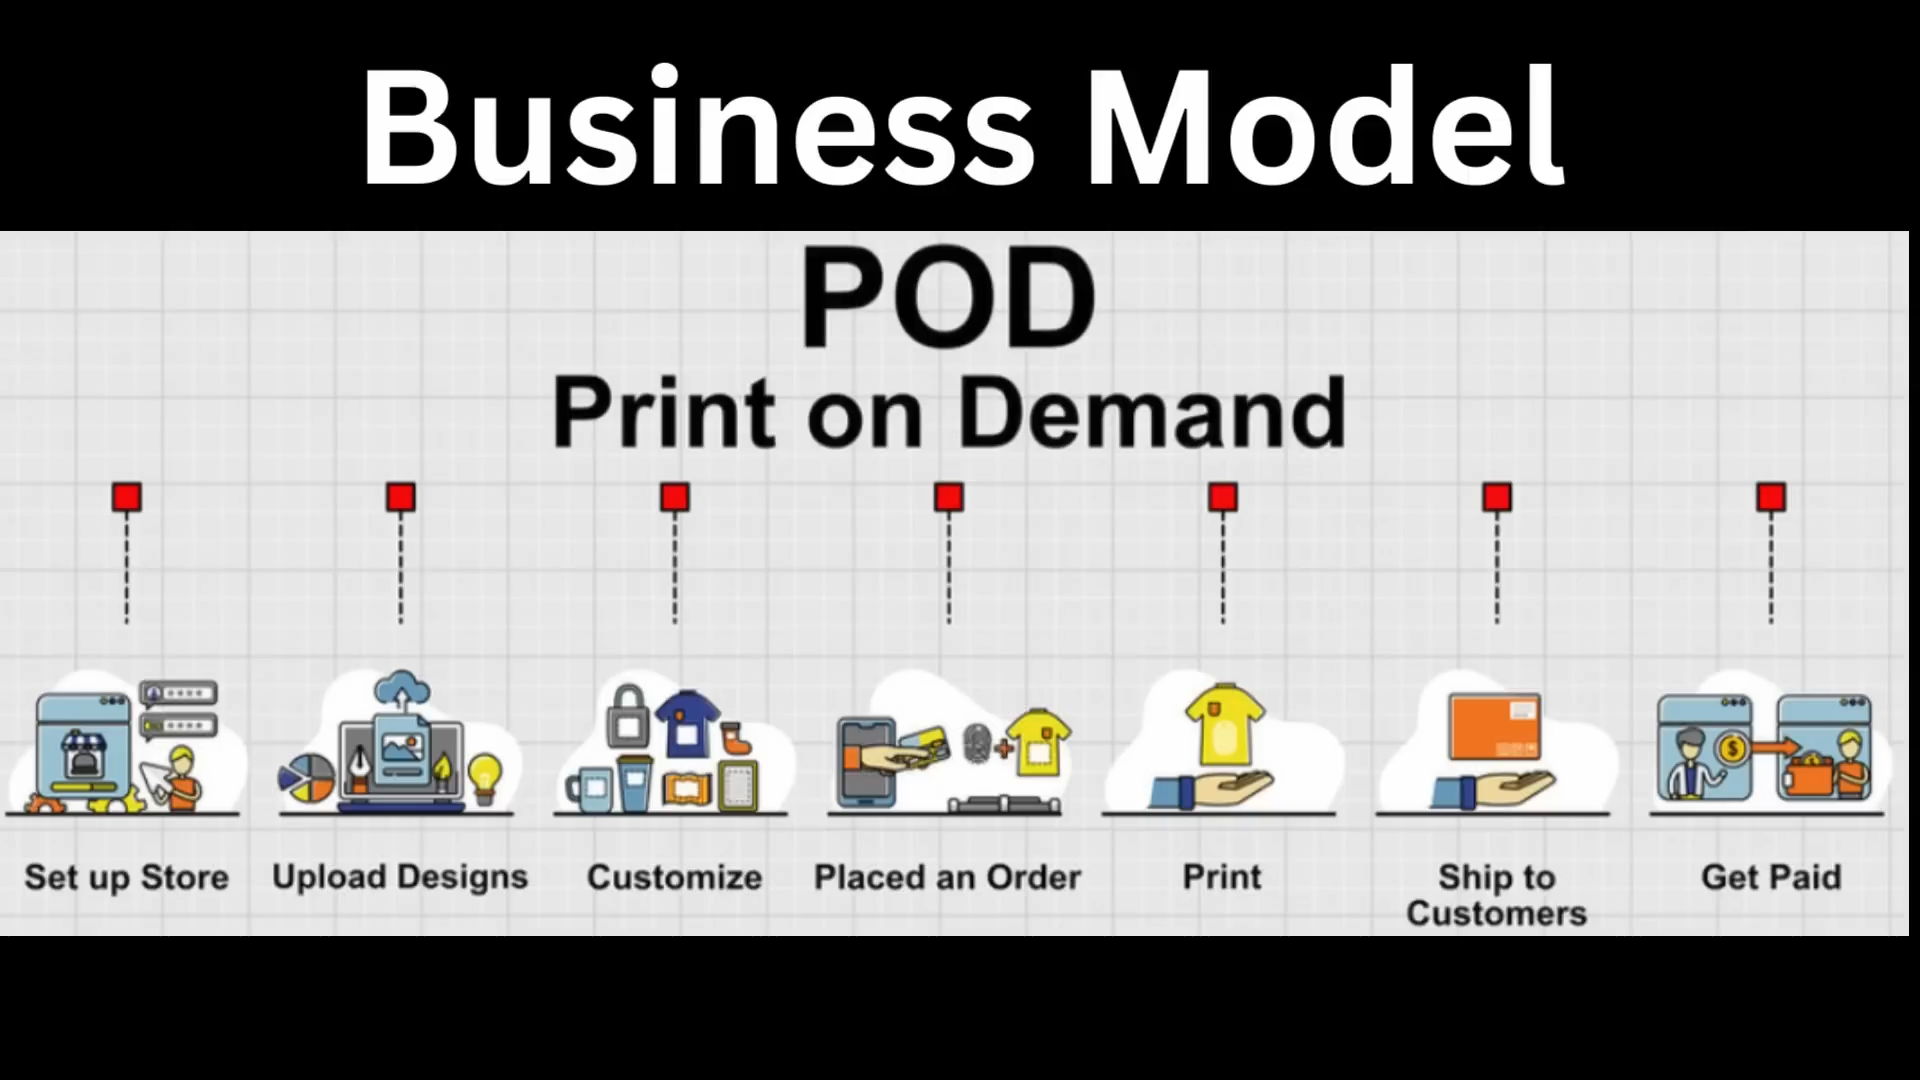 Business Model
POD
Print on Demand
Set up Store
Upload Designs
Customize
Placed an Order
Print
Ship to
Customers
Get Paid